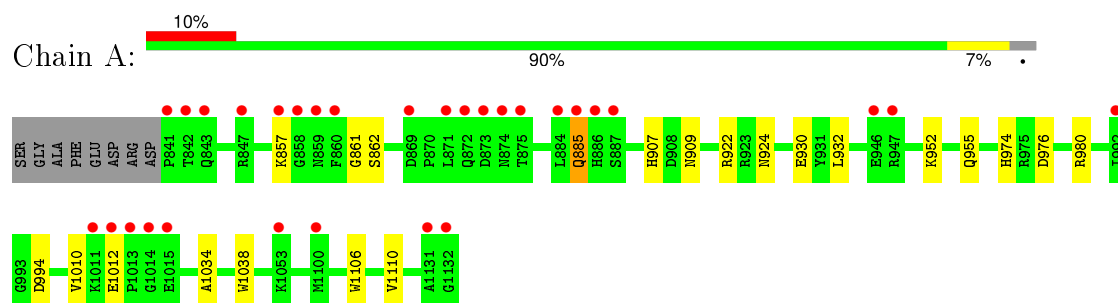 10%
Chain A:
90%
7%
•
SER GLY ALA PHE GLU ASP ARG ASP P841 T842 Q843 R847 K857 G858 N859 F860 G861 S862 D869 P870 L871 Q872 D873 N874 T875 L884 Q885 H886 S887 H907 D908 N909 R922 R923 N924 E930 Y931 L932 E946 R947 K952 Q955 H974 R975 D976 R980
G993 D994 V1010 K1011 E1012 P1013 G1014 E1015 A1034 W1038 K1053 M1100 W1106 V1110 A1131 G1132